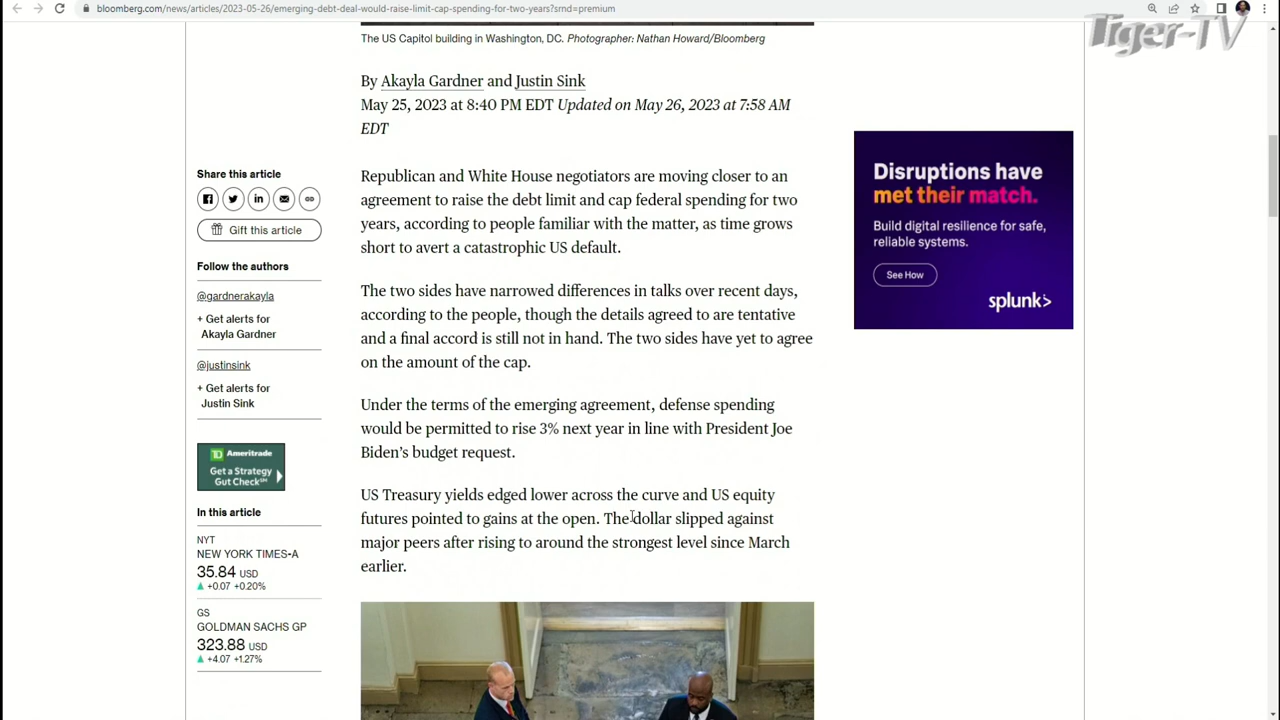 bloomberg.com/news/articles/2023-05-26/emerging-debt-deal-would-raise-limit-cap-spending-for-two-years?srnd=premium
Tiger-TV
The US Capitol building in Washington, DC. Photographer: Nathan Howard/Bloomberg
By Akayla Gardner and Justin Sink
May 25, 2023 at 8:40 PM EDT Updated on May 26, 2023 at 7:58 AM
EDT
Share this article
Gift this article
Follow the authors
@gardnerakayla
+ Get alerts for
Akayla Gardner
@justinsink
+ Get alerts for
Justin Sink
TD Ameritrade
Get a Strategy
Gut Check℠
In this article
NYT
NEW YORK TIMES-A
35.84 USD
▲ +0.07 +0.20%
GS
GOLDMAN SACHS GP
323.88 USD
▲ +4.07 +1.27%
Republican and White House negotiators are moving closer to an
agreement to raise the debt limit and cap federal spending for two
years, according to people familiar with the matter, as time grows
short to avert a catastrophic US default.
The two sides have narrowed differences in talks over recent days,
according to the people, though the details agreed to are tentative
and a final accord is still not in hand. The two sides have yet to agree
on the amount of the cap.
Under the terms of the emerging agreement, defense spending
would be permitted to rise 3% next year in line with President Joe
Biden’s budget request.
US Treasury yields edged lower across the curve and US equity
futures pointed to gains at the open. The dollar slipped against
major peers after rising to around the strongest level since March
earlier.
Disruptions have
met their match.
Build digital resilience for safe,
reliable systems.
See How
splunk>